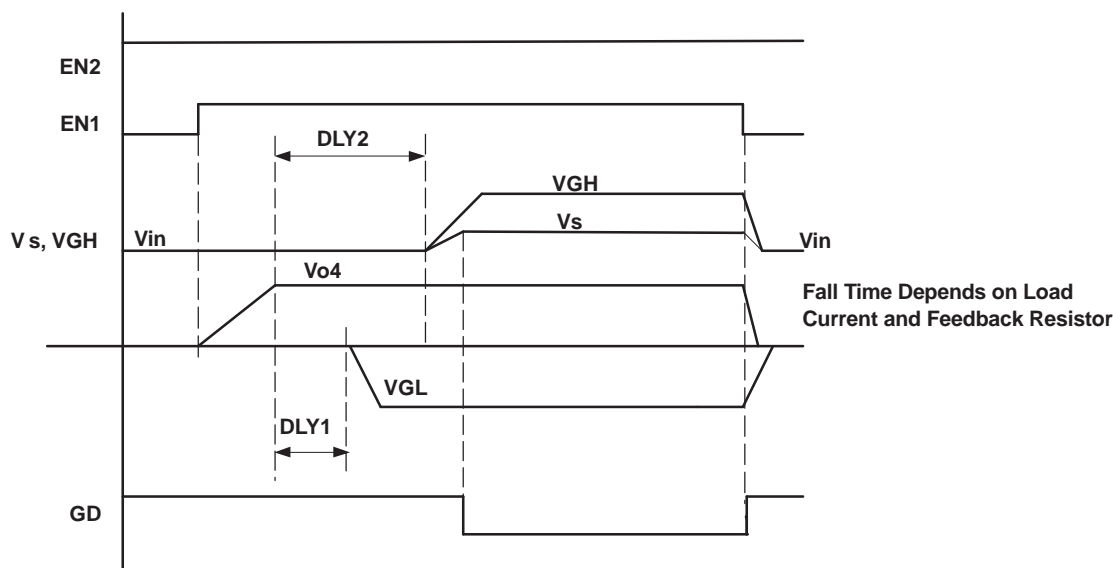 EN2
EN1
DLY2
VGH
Vs
V s, VGH
Vin
Vin
Vo4
Fall Time Depends on Load
Current and Feedback Resistor
VGL
DLY1
GD